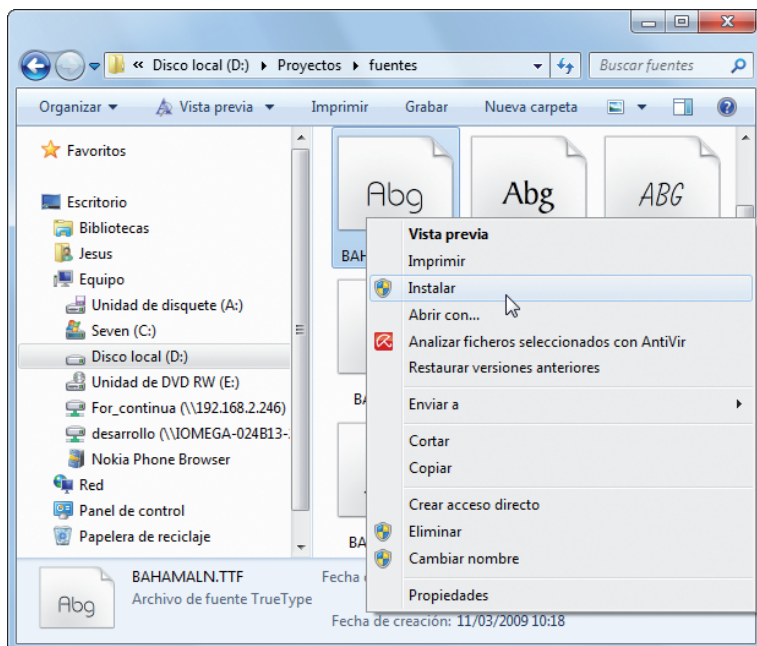 « Disco local (D:) ▸ Proyectos ▸ fuentes
Buscar fuentes
Organizar Vista previa Imprimir Grabar Nueva carpeta
Favoritos
Escritorio
Bibliotecas
Jesus
Equipo
Unidad de disquete (A:)
Seven (C:)
Disco local (D:)
Unidad de DVD RW (E:)
For_continua (\\192.168.2.246)
desarrollo (\\IOMEGA-024B13-
Nokia Phone Browser
Red
Panel de control
Papelera de reciclaje
Abg
Abg
ABG
Vista previa
Imprimir
Instalar
Abrir con...
Analizar ficheros seleccionados con AntiVir
Restaurar versiones anteriores
Enviar a
Cortar
Copiar
Crear acceso directo
Eliminar
Cambiar nombre
Propiedades
Abg
BAHAMALN.TTF
Archivo de fuente TrueType
Fecha
Fecha de creación: 11/03/2009 10:18